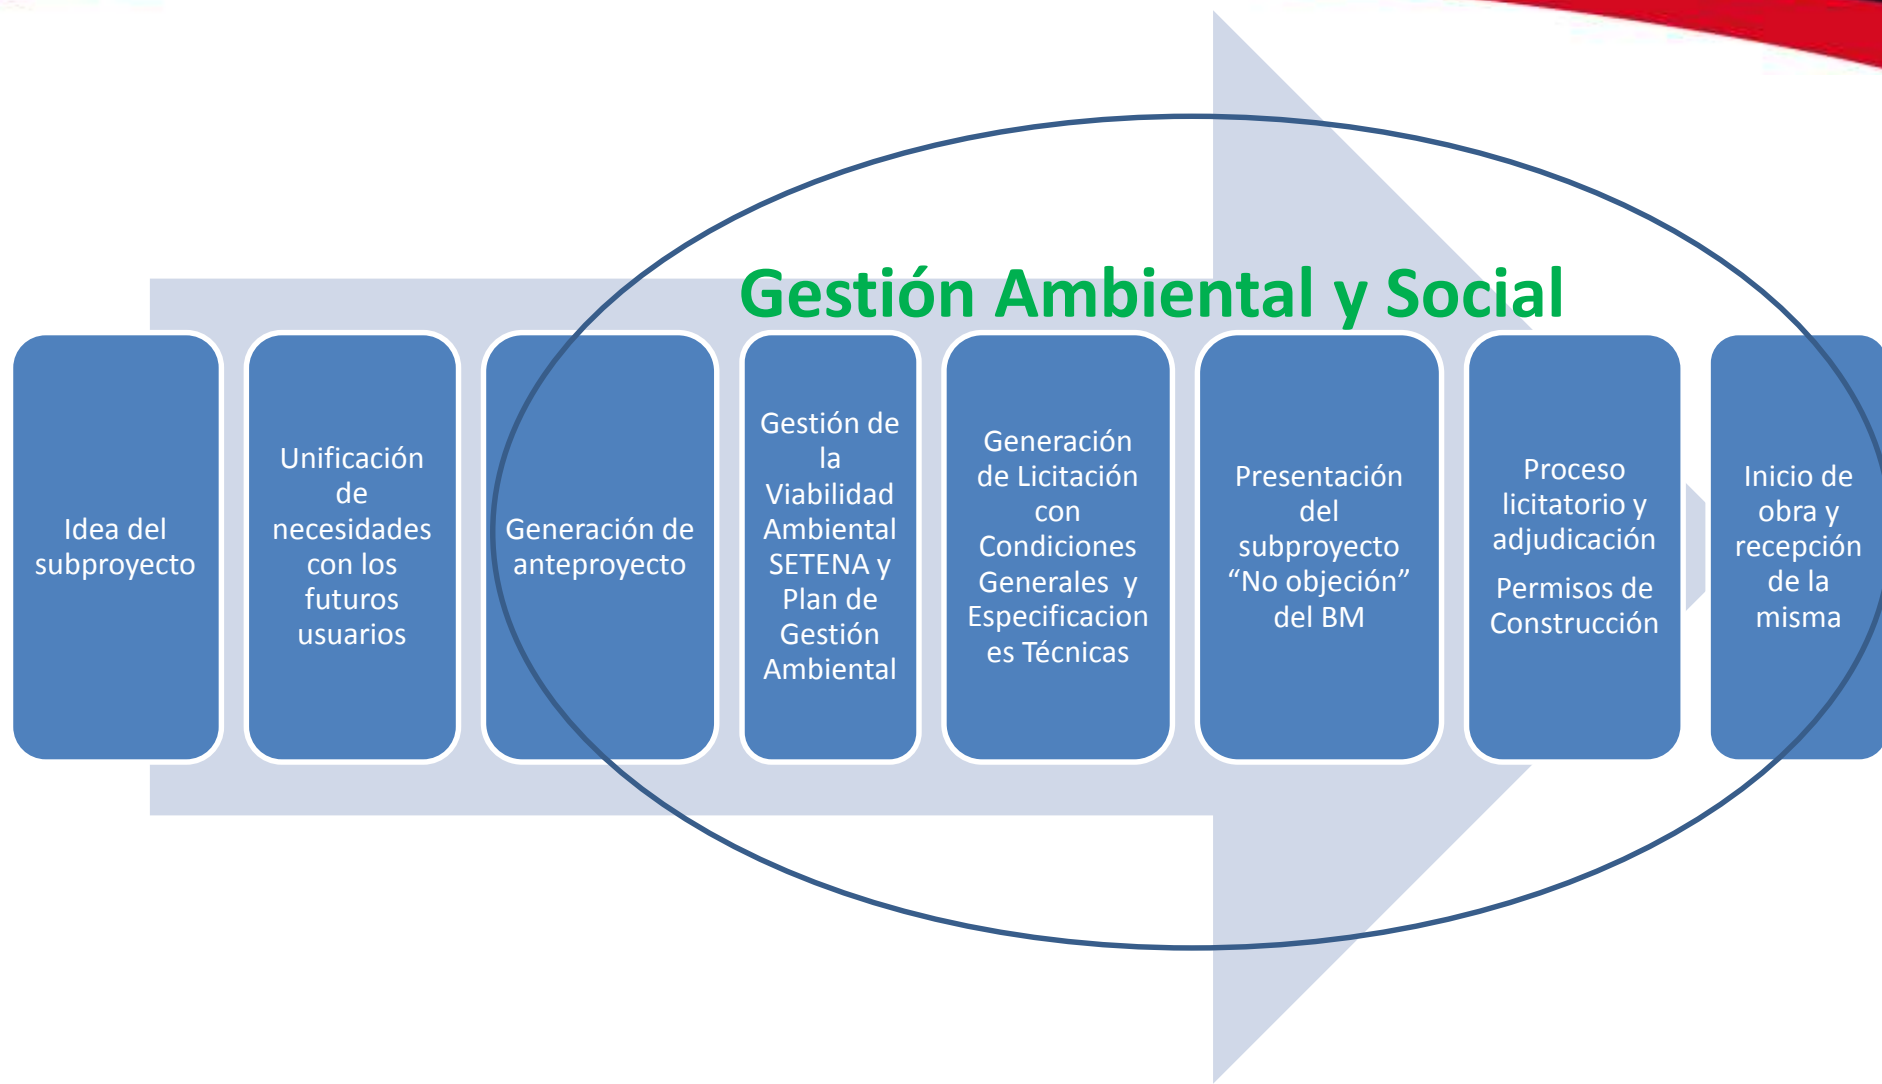 Gestión Ambiental y Social
Idea del
subproyecto
Unificación
de
necesidades
con los
futuros
usuarios
Generación de
anteproyecto
Gestión de
la
Viabilidad
Ambiental
SETENA y
Plan de
Gestión
Ambiental
Generación
de Licitación
con
Condiciones
Generales y
Especificacion
es Técnicas
Presentación
del
subproyecto
“No objeción”
del BM
Proceso
licitatorio y
adjudicación
Permisos de
Construcción
Inicio de
obra y
recepción
de la
misma